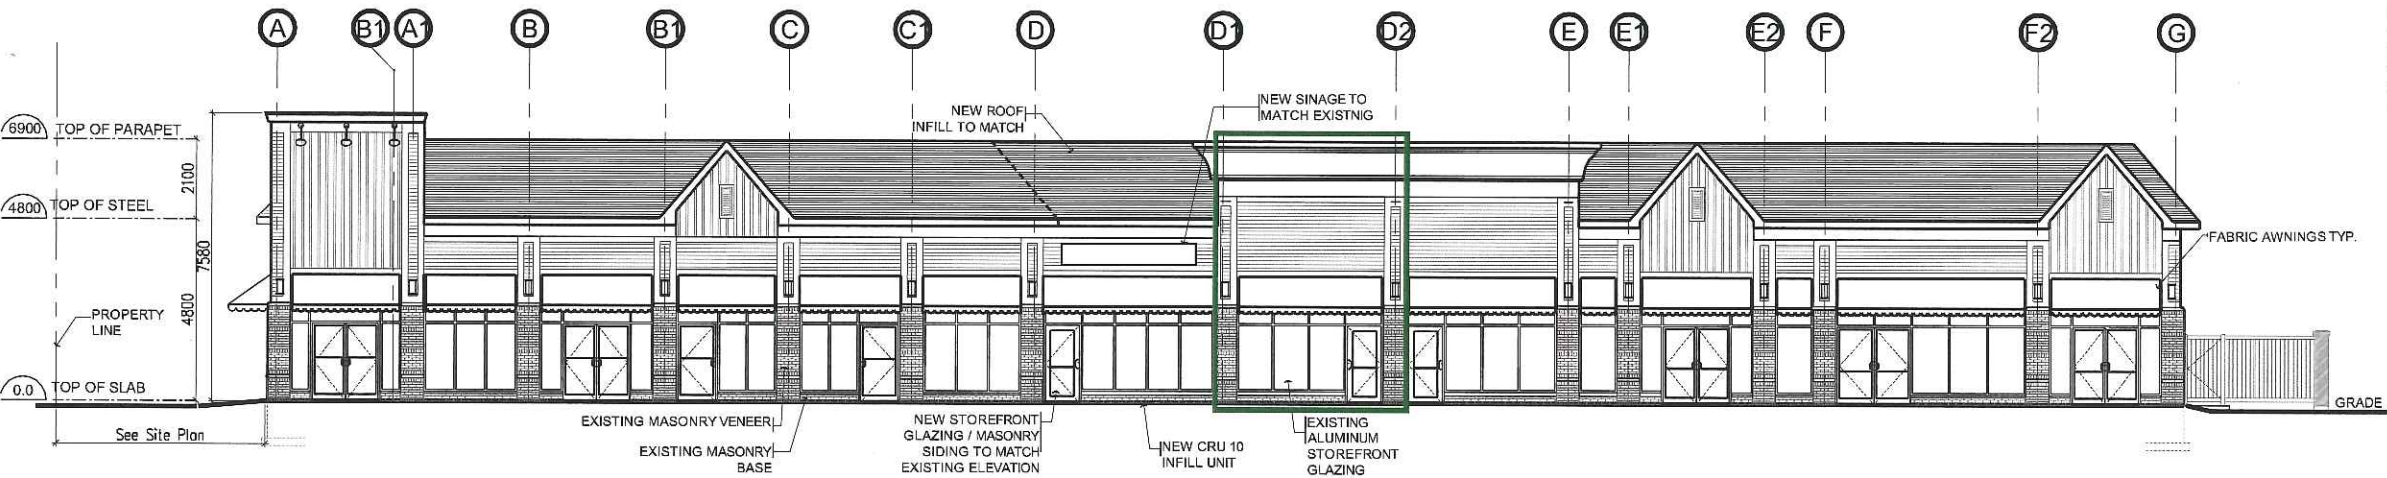 A
B1
A1
B
B1
C
C1
D
D1
D2
E
E1
E2
F
F2
G
NEW SINAGE TO
MATCH EXISTNIG
NEW ROOF
INFILL TO MATCH
6900 TOP OF PARAPET
2100
4800 TOP OF STEEL
7580
4800
FABRIC AWNINGS TYP.
PROPERTY
LINE
0.0 TOP OF SLAB
GRADE
See Site Plan
EXISTING MASONRY VENEER
EXISTING MASONRY
BASE
NEW STOREFRONT
GLAZING / MASONRY
SIDING TO MATCH
EXISTING ELEVATION
NEW CRU 10
INFILL UNIT
EXISTING
ALUMINUM
STOREFRONT
GLAZING